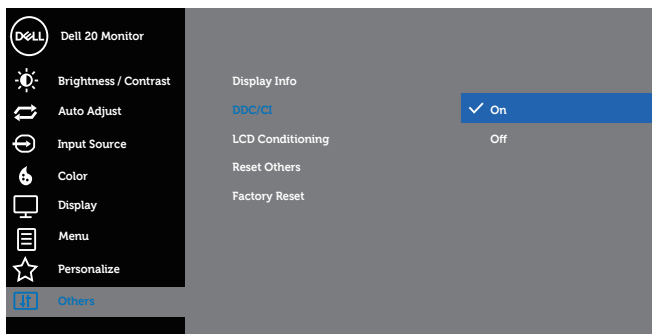 DELL
Dell 20 Monitor
Brightness / Contrast
Auto Adjust
Input Source
Color
Display
Menu
Personalize
Others
Display Info
DDC/CI
LCD Conditioning
Reset Others
Factory Reset
On
Off